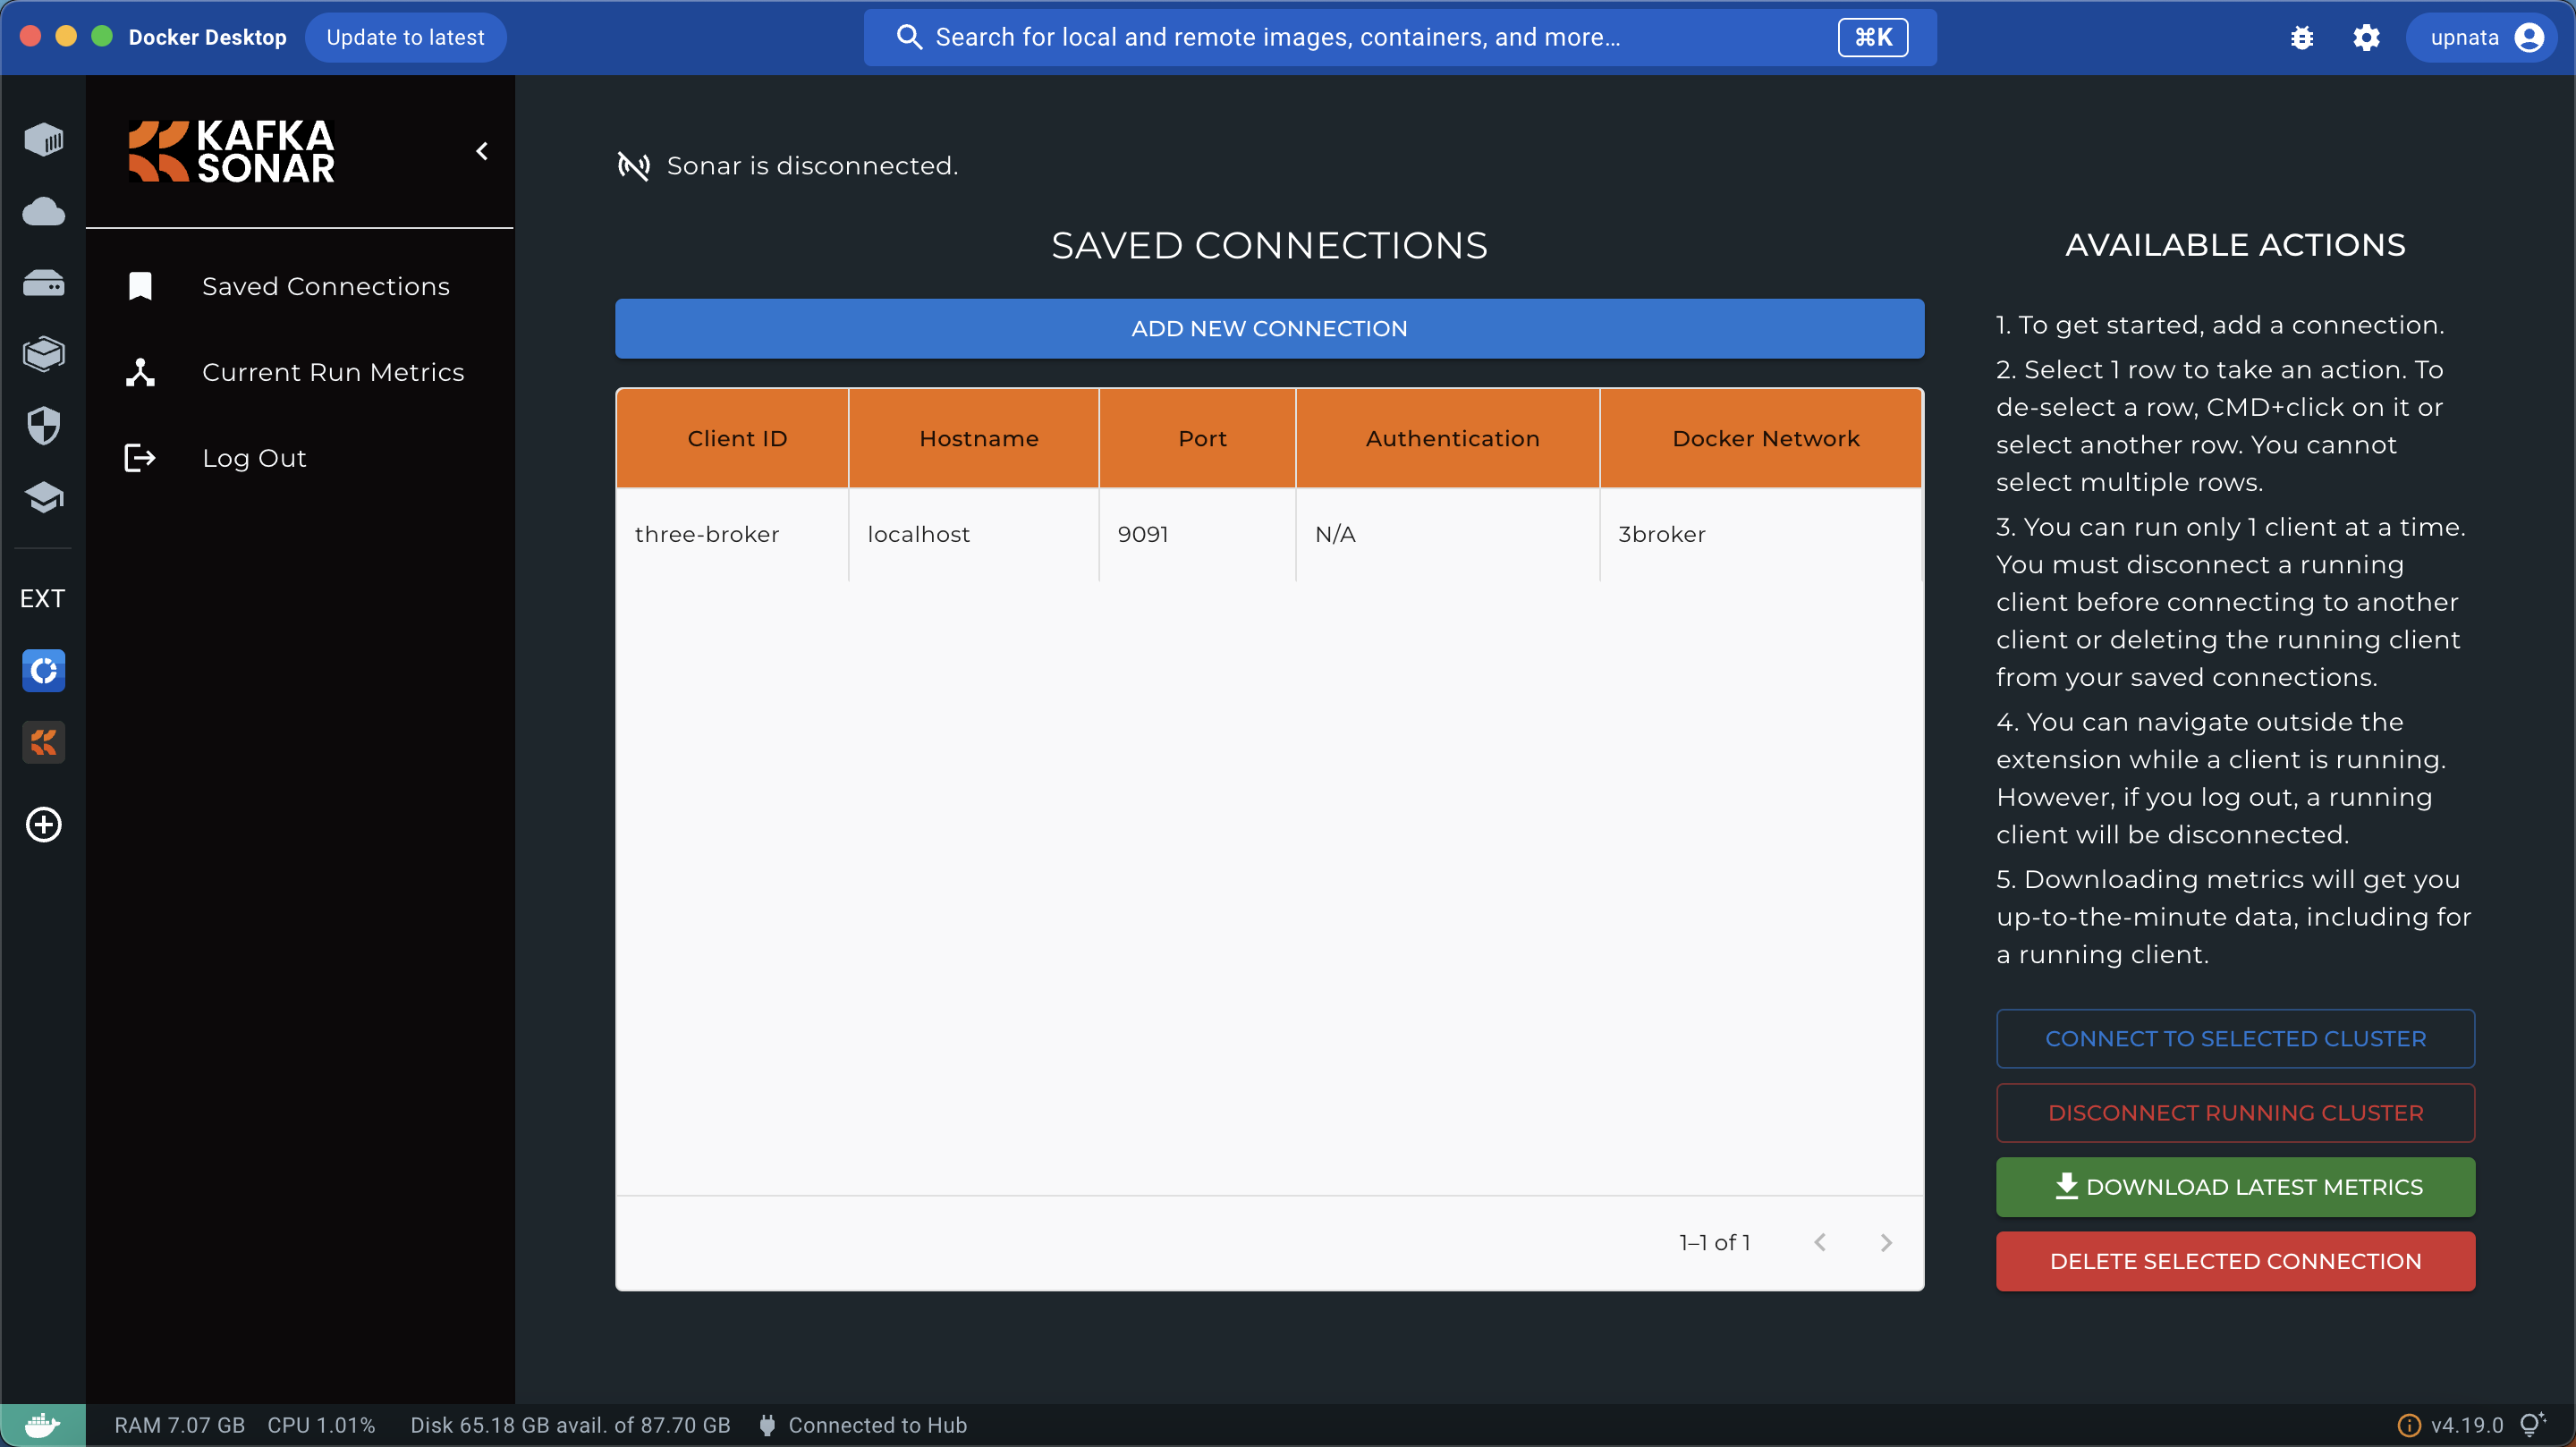 Docker Desktop
Update to latest
Search for local and remote images, containers, and more...
⌘K
upnata
KAFKA
SONAR
Saved Connections
Current Run Metrics
Log Out
EXT
Sonar is disconnected.
SAVED CONNECTIONS
ADD NEW CONNECTION
Client ID Hostname Port Authentication Docker Network
three-broker localhost 9091 N/A 3broker
1–1 of 1
AVAILABLE ACTIONS
1. To get started, add a connection.
2. Select 1 row to take an action. To
de-select a row, CMD+click on it or
select another row. You cannot
select multiple rows.
3. You can run only 1 client at a time.
You must disconnect a running
client before connecting to another
client or deleting the running client
from your saved connections.
4. You can navigate outside the
extension while a client is running.
However, if you log out, a running
client will be disconnected.
5. Downloading metrics will get you
up-to-the-minute data, including for
a running client.
CONNECT TO SELECTED CLUSTER
DISCONNECT RUNNING CLUSTER
DOWNLOAD LATEST METRICS
DELETE SELECTED CONNECTION
RAM 7.07 GB CPU 1.01% Disk 65.18 GB avail. of 87.70 GB Connected to Hub
v4.19.0